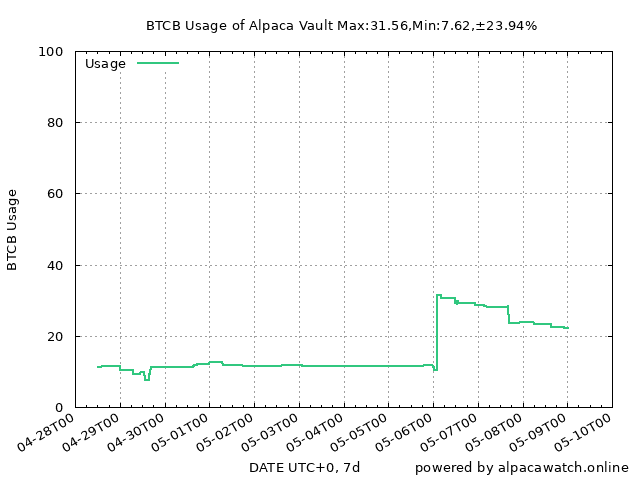 BTCB Usage of Alpaca Vault Max:31.56,Min:7.62,±23.94%
Usage
BTCB Usage
100
80
60
40
20
0
04-28T00
04-29T00
04-30T00
05-01T00
05-02T00
05-03T00
05-04T00
05-05T00
05-06T00
05-07T00
05-08T00
05-09T00
05-10T00
DATE UTC+0, 7d
powered by alpacawatch.online